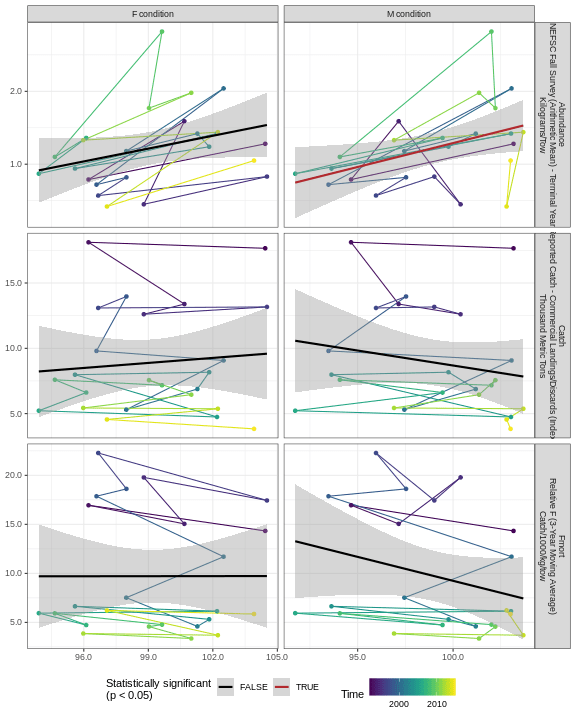 F condition
M condition
2.0
1.0
Abundance
NEFSC Fall Survey (Arithmetic Mean) - Terminal Year
Kilograms/tow
15.0
10.0
5.0
Catch
Reported Catch - Commercial Landings/Discards (Index
Thousand Metric Tons
20.0
15.0
10.0
5.0
Fmort
Relative F (3-Year Moving Average)
Catch/1000/kg/tow
96.0
99.0
102.0
105.0
95.0
100.0
Statistically significant
(p < 0.05)
FALSE
TRUE
Time
2000
2010